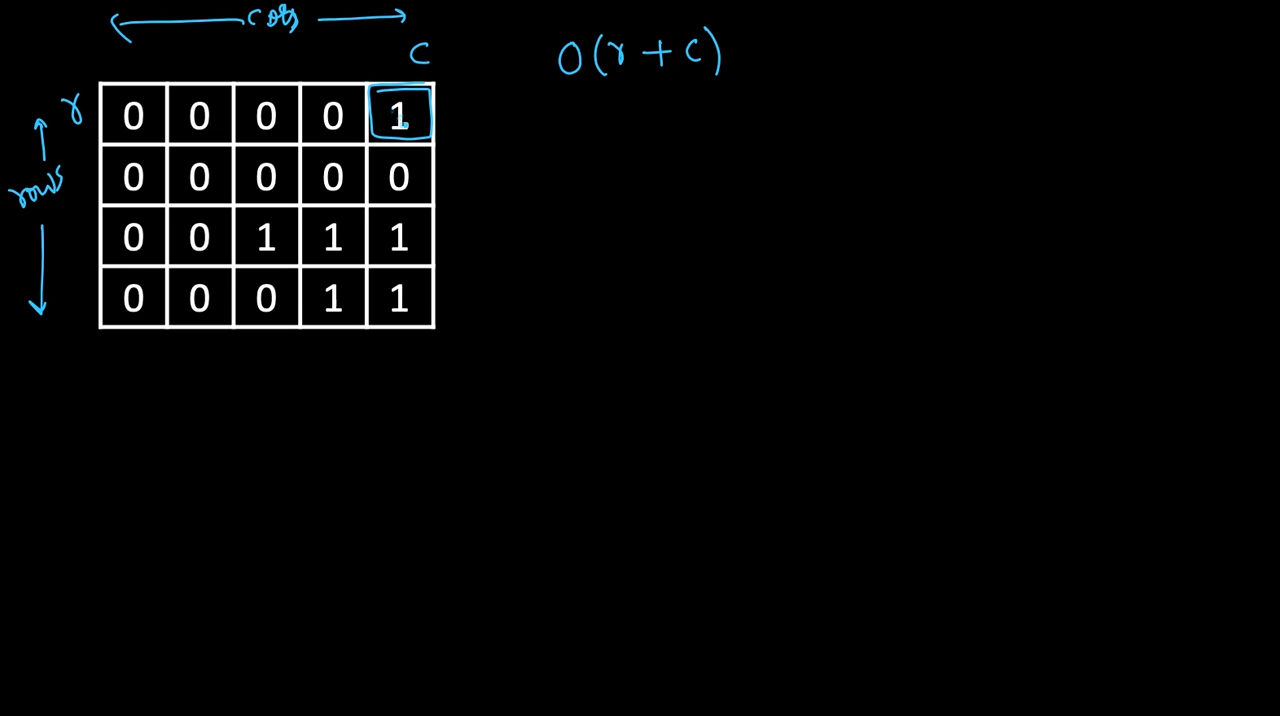 cols
C
O(r + c)
r
0 0 0 0 1
rows
0 0 0 0 0
0 0 1 1 1
0 0 0 1 1